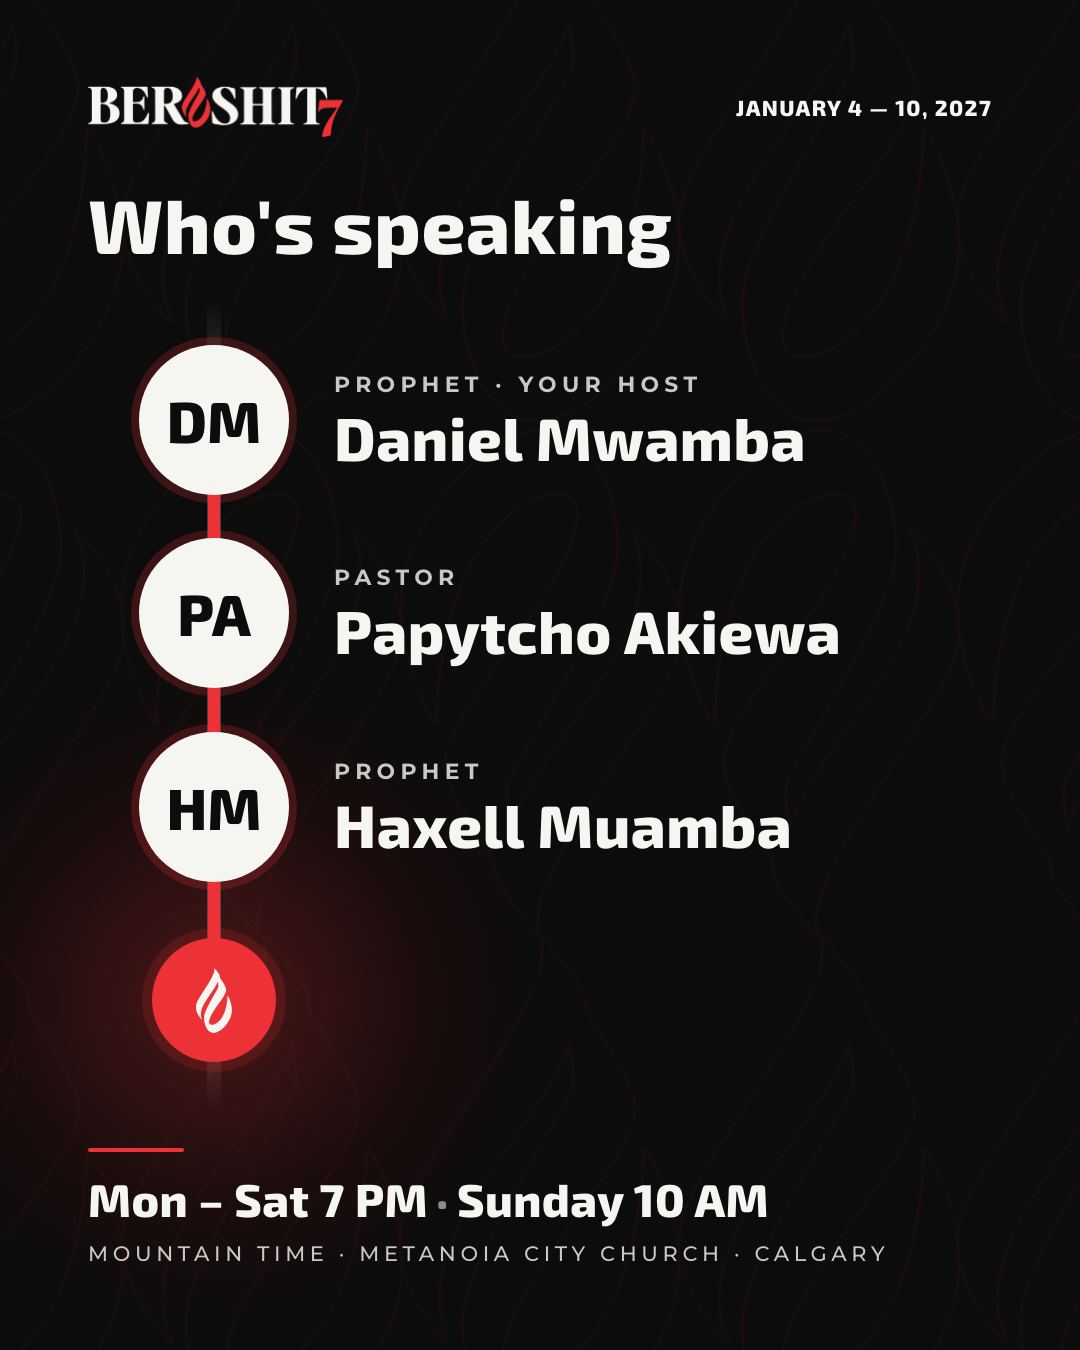 BERSHIT7
JANUARY 4 — 10, 2027
Who's speaking
DM
PROPHET · YOUR HOST
Daniel Mwamba
PA
PASTOR
Papytcho Akiewa
HM
PROPHET
Haxell Muamba
Mon – Sat 7 PM · Sunday 10 AM
MOUNTAIN TIME · METANOIA CITY CHURCH · CALGARY